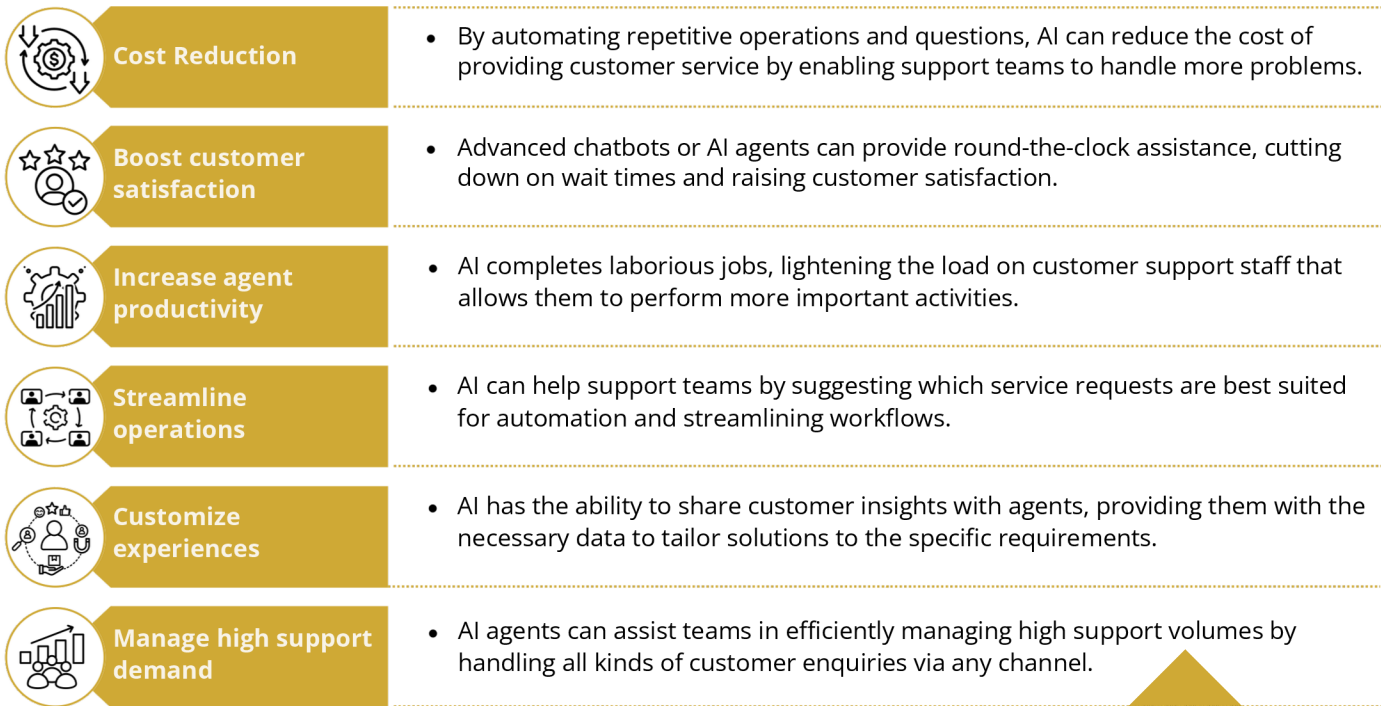 Cost Reduction
• By automating repetitive operations and questions, AI can reduce the cost of
providing customer service by enabling support teams to handle more problems.
Boost customer
satisfaction
• Advanced chatbots or AI agents can provide round-the-clock assistance, cutting
down on wait times and raising customer satisfaction.
Increase agent
productivity
• AI completes laborious jobs, lightening the load on customer support staff that
allows them to perform more important activities.
Streamline
operations
• AI can help support teams by suggesting which service requests are best suited
for automation and streamlining workflows.
Customize
experiences
• AI has the ability to share customer insights with agents, providing them with the
necessary data to tailor solutions to the specific requirements.
Manage high support
demand
• AI agents can assist teams in efficiently managing high support volumes by
handling all kinds of customer enquiries via any channel.